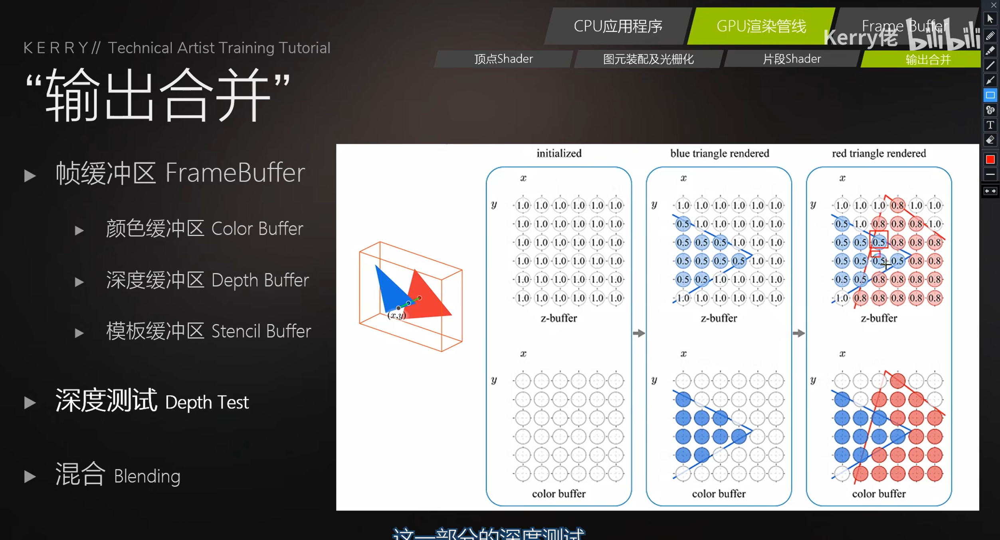 CPU应用程序
GPU渲染管线
Frame Buffer
Kerry佬 bilibili
KERRY// Technical Artist Training Tutorial
顶点Shader
图元装配及光栅化
片段Shader
输出合并
“输出合并”
帧缓冲区 FrameBuffer
颜色缓冲区 Color Buffer
深度缓冲区 Depth Buffer
模板缓冲区 Stencil Buffer
深度测试 Depth Test
混合 Blending
(x,y)
initialized
x
y
1.0 1.0 1.0 1.0 1.0 1.0
1.0 1.0 1.0 1.0 1.0 1.0
1.0 1.0 1.0 1.0 1.0 1.0
1.0 1.0 1.0 1.0 1.0 1.0
1.0 1.0 1.0 1.0 1.0 1.0
1.0 1.0 1.0 1.0 1.0 1.0
z-buffer
x
y
color buffer
blue triangle rendered
x
y
1.0 1.0 1.0 1.0 1.0 1.0
0.5 1.0 1.0 1.0 1.0 1.0
0.5 0.5 0.5 1.0 1.0 1.0
0.5 0.5 0.5 0.5 1.0 1.0
0.5 0.5 1.0 1.0 1.0 1.0
1.0 1.0 1.0 1.0 1.0 1.0
z-buffer
x
y
color buffer
red triangle rendered
x
y
1.0 1.0 1.0 0.8 1.0 1.0
0.5 1.0 0.8 0.8 0.8 1.0
0.5 0.5 0.5 0.8 0.8 0.8
0.5 0.5 0.5 0.5 0.8 0.8
0.5 0.5 0.8 0.8 0.8 0.8
1.0 0.8 0.8 0.8 0.8 0.8
z-buffer
x
y
color buffer
这一部分的深度测试
T